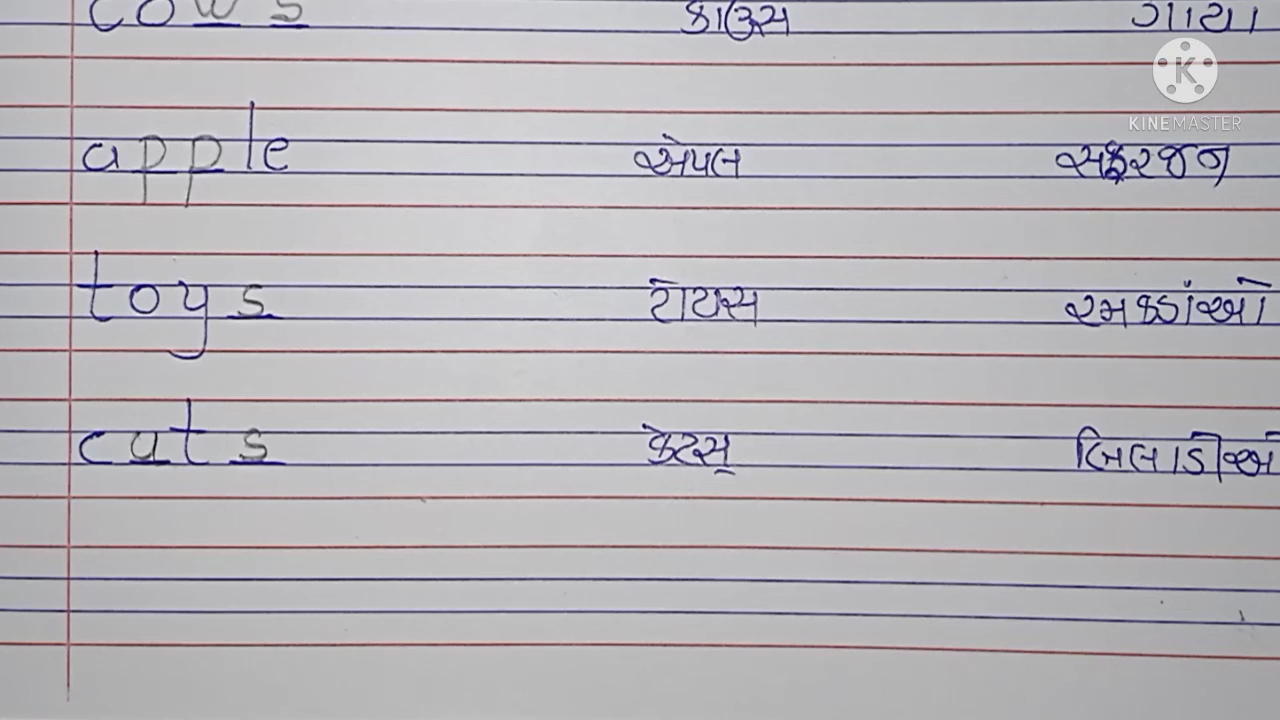 cows કાઉસ ગાયા
KINEMASTER
apple એપલ સફરજન
toys ટોયસ રમકડાંઓ
cats કેટસ્ બિલાડીઓ